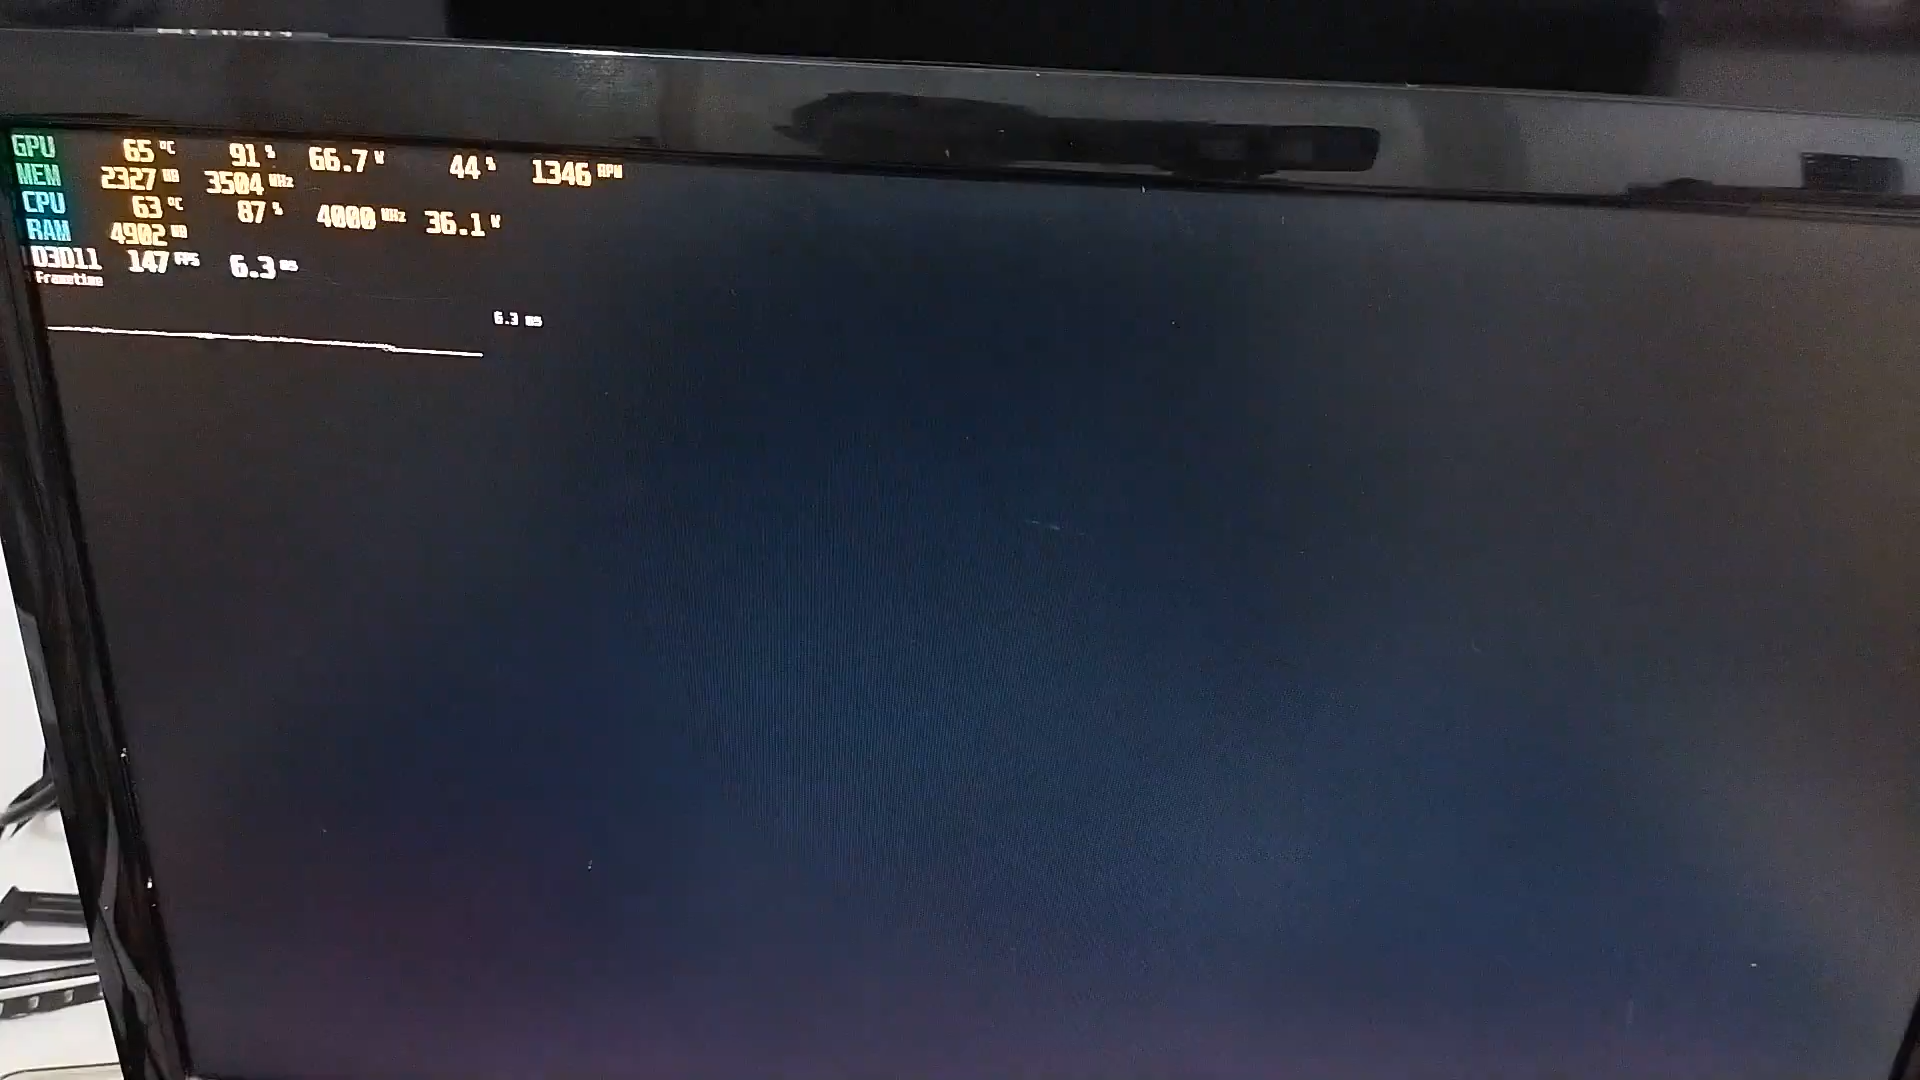 GPU 65 °C 91 % 66.7 W 44 % 1346 RPM
MEM 2327 MB 3504 MHz
CPU 63 °C 87 % 4000 MHz 36.1 W
RAM 4902 MB
D3D11 147 FPS 6.3 ms
Frametime
6.3 ms